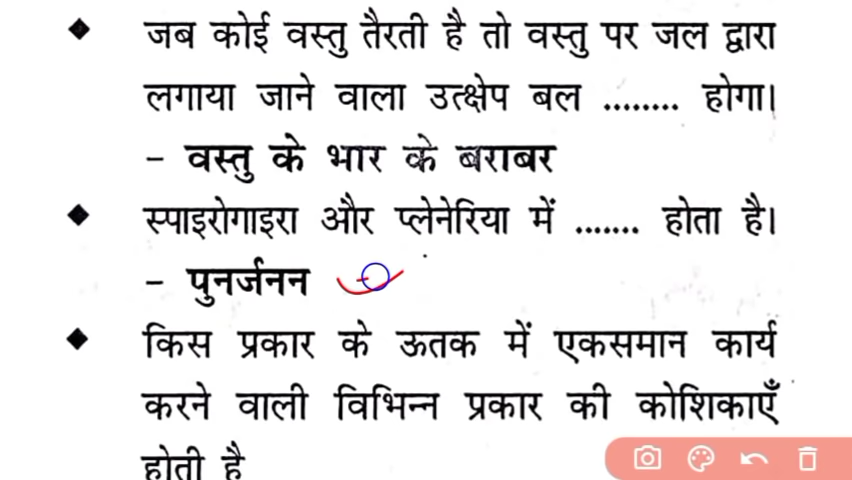 ◆ जब कोई वस्तु तैरती है तो वस्तु पर जल द्वारा
लगाया जाने वाला उत्क्षेप बल ........ होगा।
– वस्तु के भार के बराबर
◆ स्पाइरोगाइरा और प्लेनेरिया में ....... होता है।
– पुनर्जनन
◆ किस प्रकार के ऊतक में एकसमान कार्य
करने वाली विभिन्न प्रकार की कोशिकाएँ
होती है